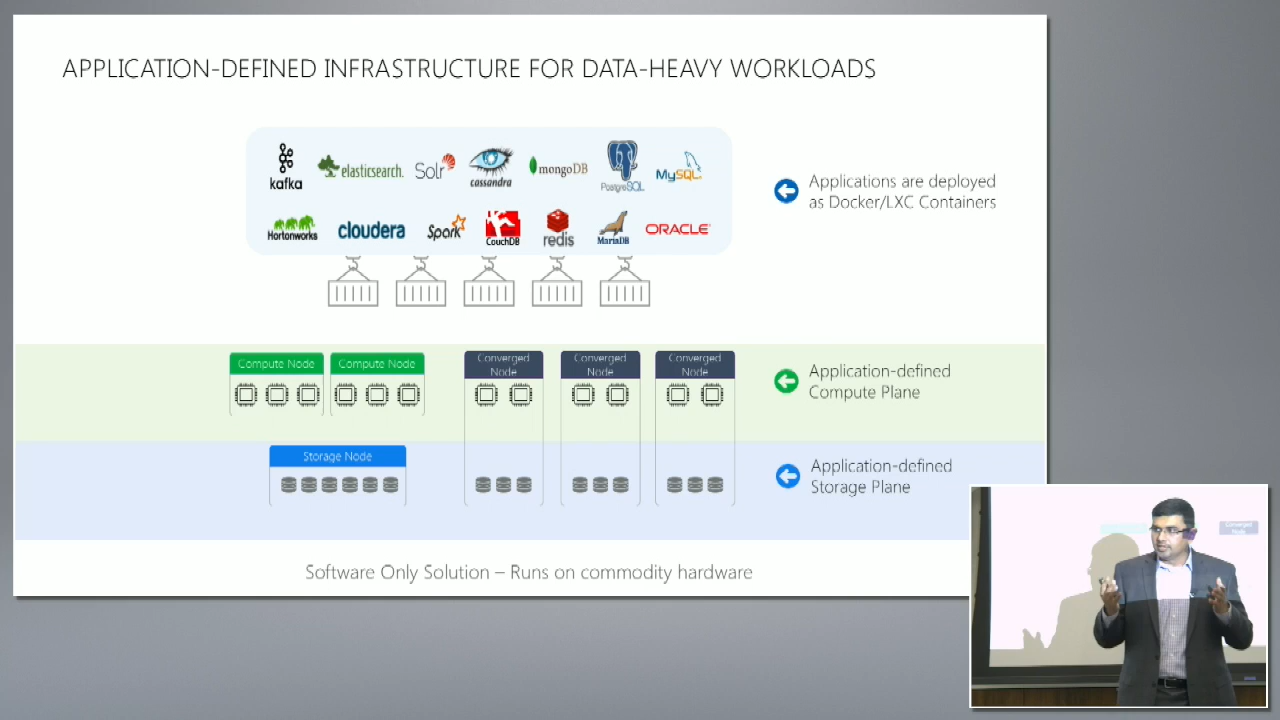 APPLICATION-DEFINED INFRASTRUCTURE FOR DATA-HEAVY WORKLOADS
kafka
elasticsearch.
Solr
cassandra
mongoDB
PostgreSQL
MySQL
Hortonworks
cloudera
Spark
CouchDB
redis
MariaDB
ORACLE
Applications are deployed
as Docker/LXC Containers
Compute Node
Compute Node
Converged
Node
Converged
Node
Converged
Node
Application-defined
Compute Plane
Storage Node
Application-defined
Storage Plane
Software Only Solution – Runs on commodity hardware
Converged
Node